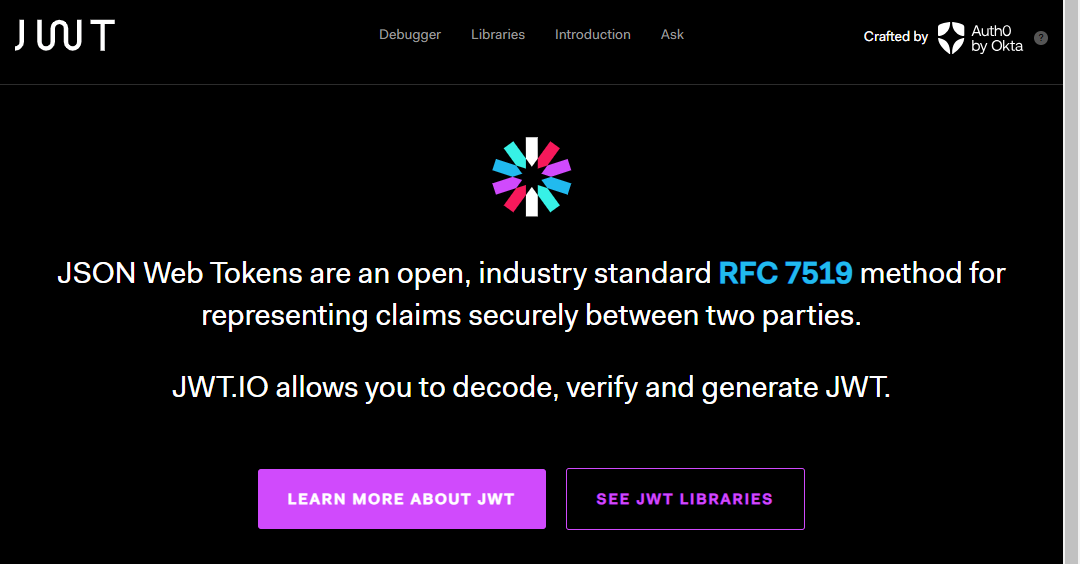 JWT
Debugger
Libraries
Introduction
Ask
Crafted by
Auth0
by Okta
?
JSON Web Tokens are an open, industry standard RFC 7519 method for
representing claims securely between two parties.
JWT.IO allows you to decode, verify and generate JWT.
LEARN MORE ABOUT JWT
SEE JWT LIBRARIES